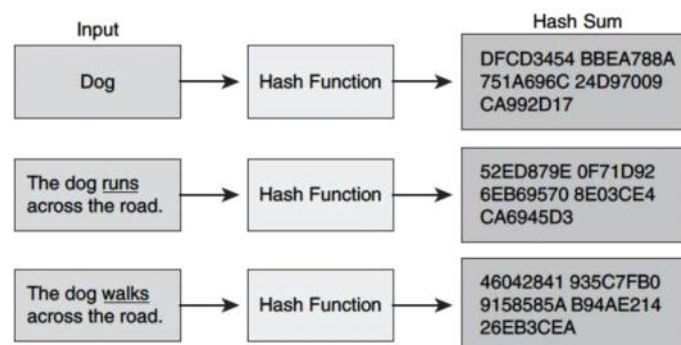 Input
Hash Sum
Dog
Hash Function
DFCD3454 BBEA788A
751A696C 24D97009
CA992D17
The dog runs
across the road.
Hash Function
52ED879E 0F71D92
6EB69570 8E03CE4
CA6945D3
The dog walks
across the road.
Hash Function
46042841 935C7FB0
9158585A B94AE214
26EB3CEA